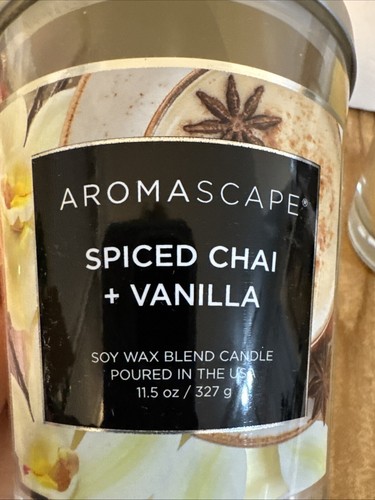 AROMASCAPE®
SPICED CHAI
+ VANILLA
SOY WAX BLEND CANDLE
POURED IN THE USA
11.5 oz / 327 g